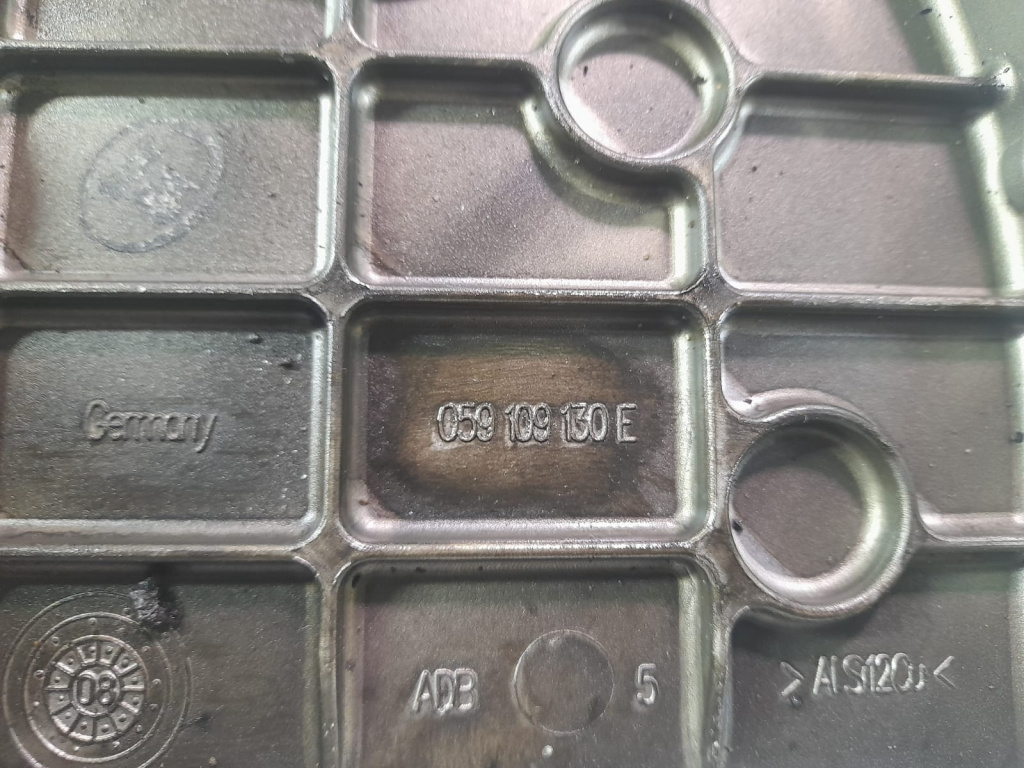 Germany
059 109 130 E
08
ADB 5
>AlSi12Cu<